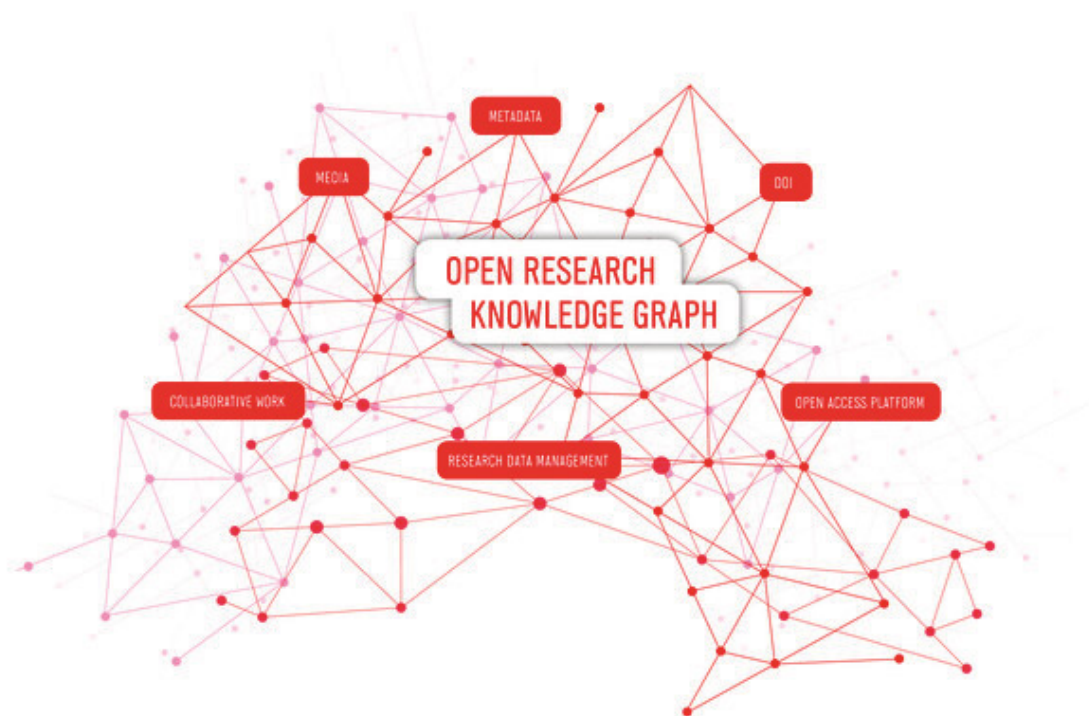 METADATA
MEDIA
DOI
OPEN RESEARCH
KNOWLEDGE GRAPH
COLLABORATIVE WORK
OPEN ACCESS PLATFORM
RESEARCH DATA MANAGEMENT